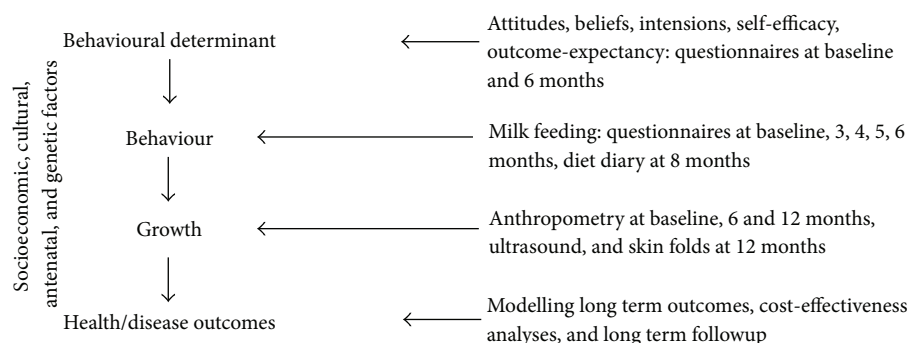 Socioeconomic, cultural,
antenatal, and genetic factors
Behavioural determinant
Attitudes, beliefs, intensions, self-efficacy,
outcome-expectancy: questionnaires at baseline
and 6 months
Behaviour
Milk feeding: questionnaires at baseline, 3, 4, 5, 6
months, diet diary at 8 months
Growth
Anthropometry at baseline, 6 and 12 months,
ultrasound, and skin folds at 12 months
Health/disease outcomes
Modelling long term outcomes, cost-effectiveness
analyses, and long term followup